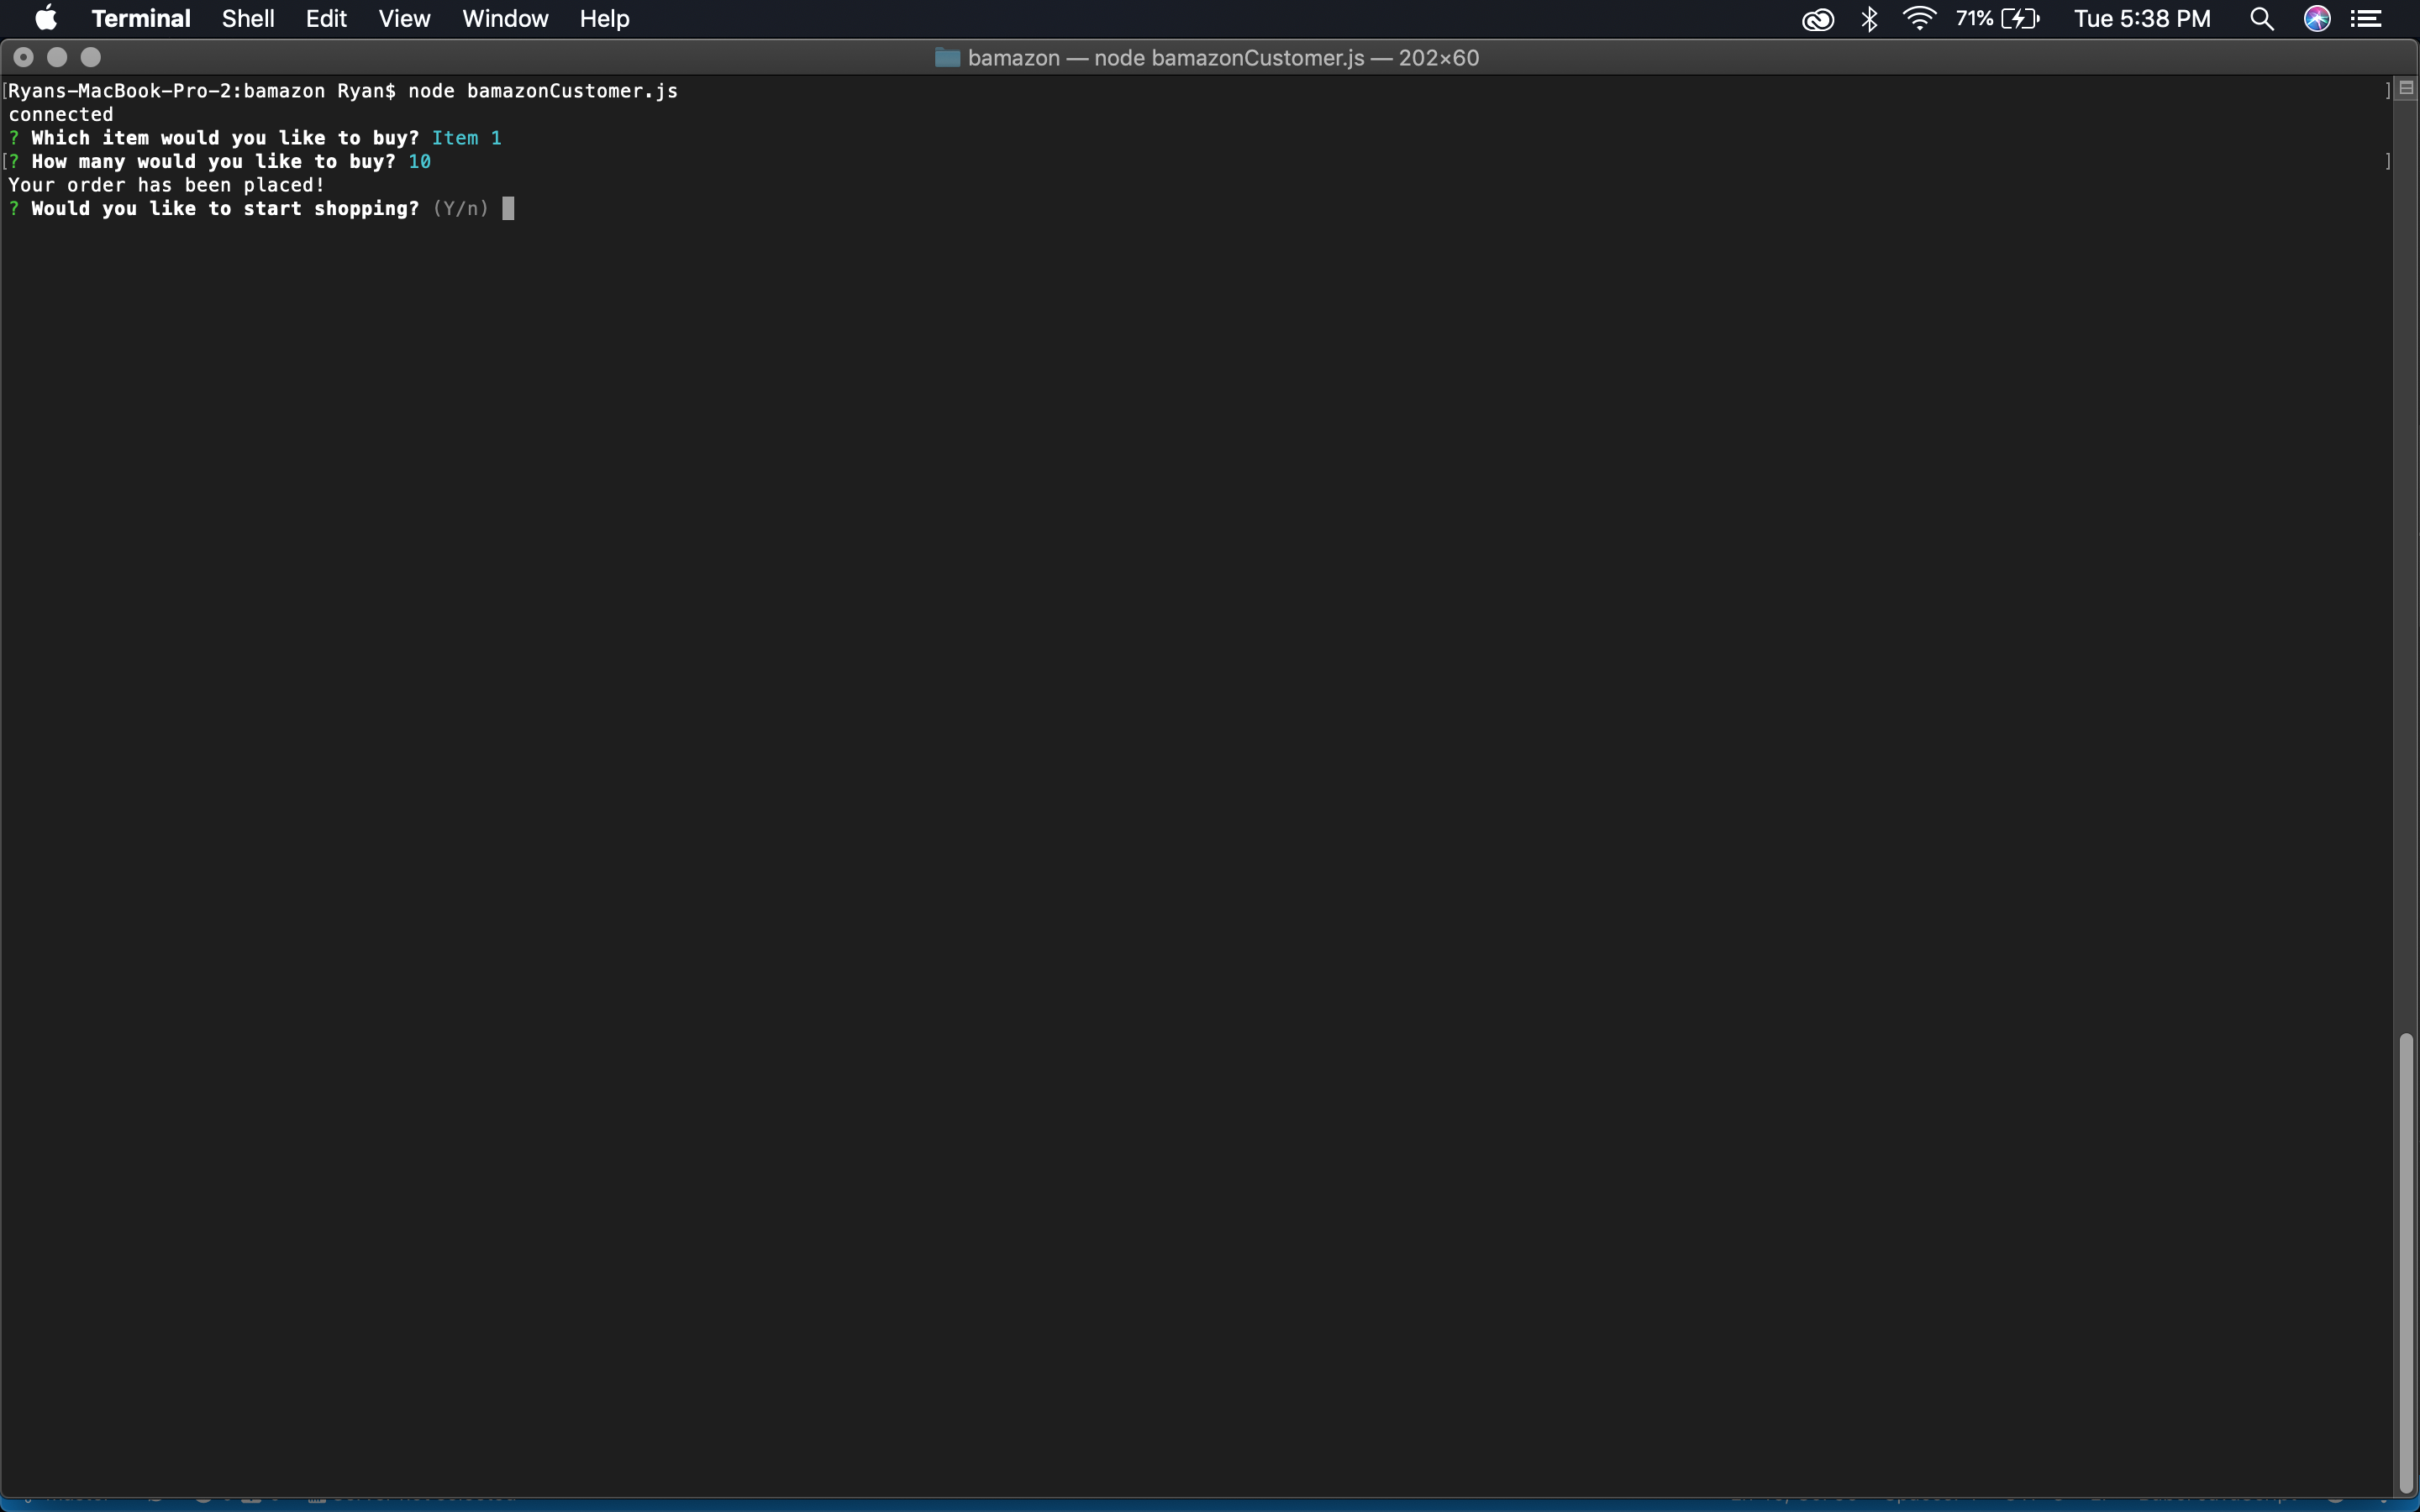 Terminal Shell Edit View Window Help 71% Tue 5:38 PM
bamazon — node bamazonCustomer.js — 202×60
[Ryans-MacBook-Pro-2:bamazon Ryan$ node bamazonCustomer.js ]
connected
? Which item would you like to buy? Item 1
[? How many would you like to buy? 10 ]
Your order has been placed!
? Would you like to start shopping? (Y/n)